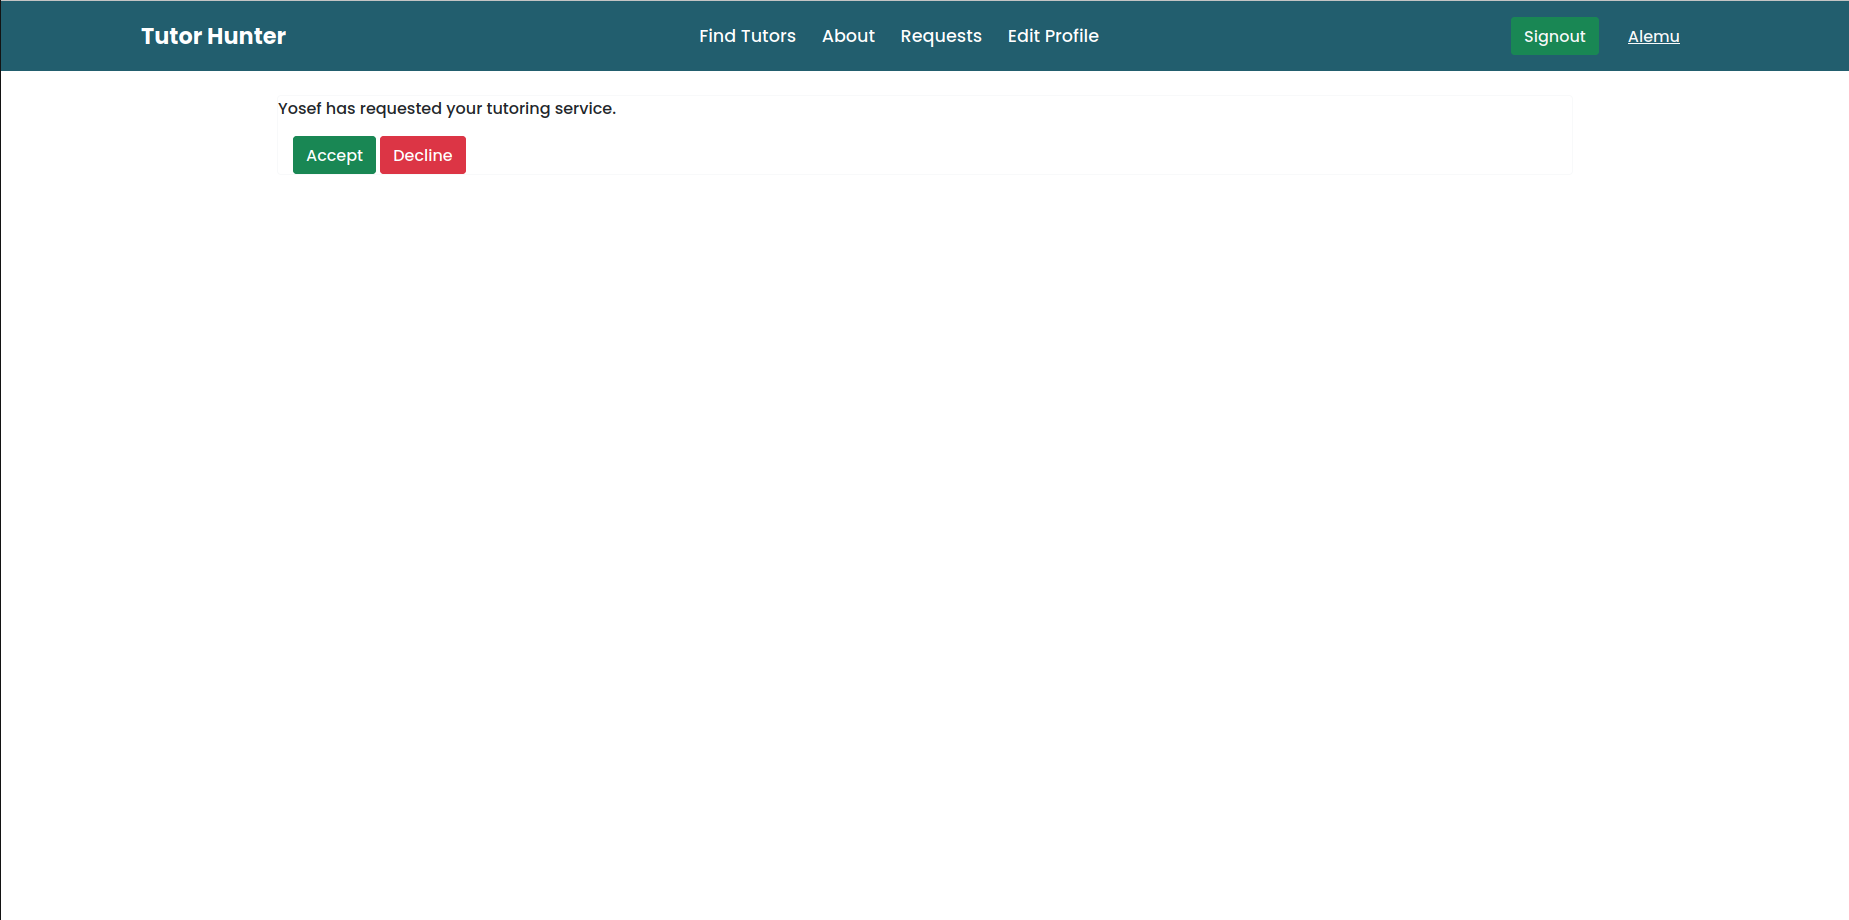 Tutor Hunter
Find Tutors About Requests Edit Profile
Signout Alemu
Yosef has requested your tutoring service.
Accept Decline